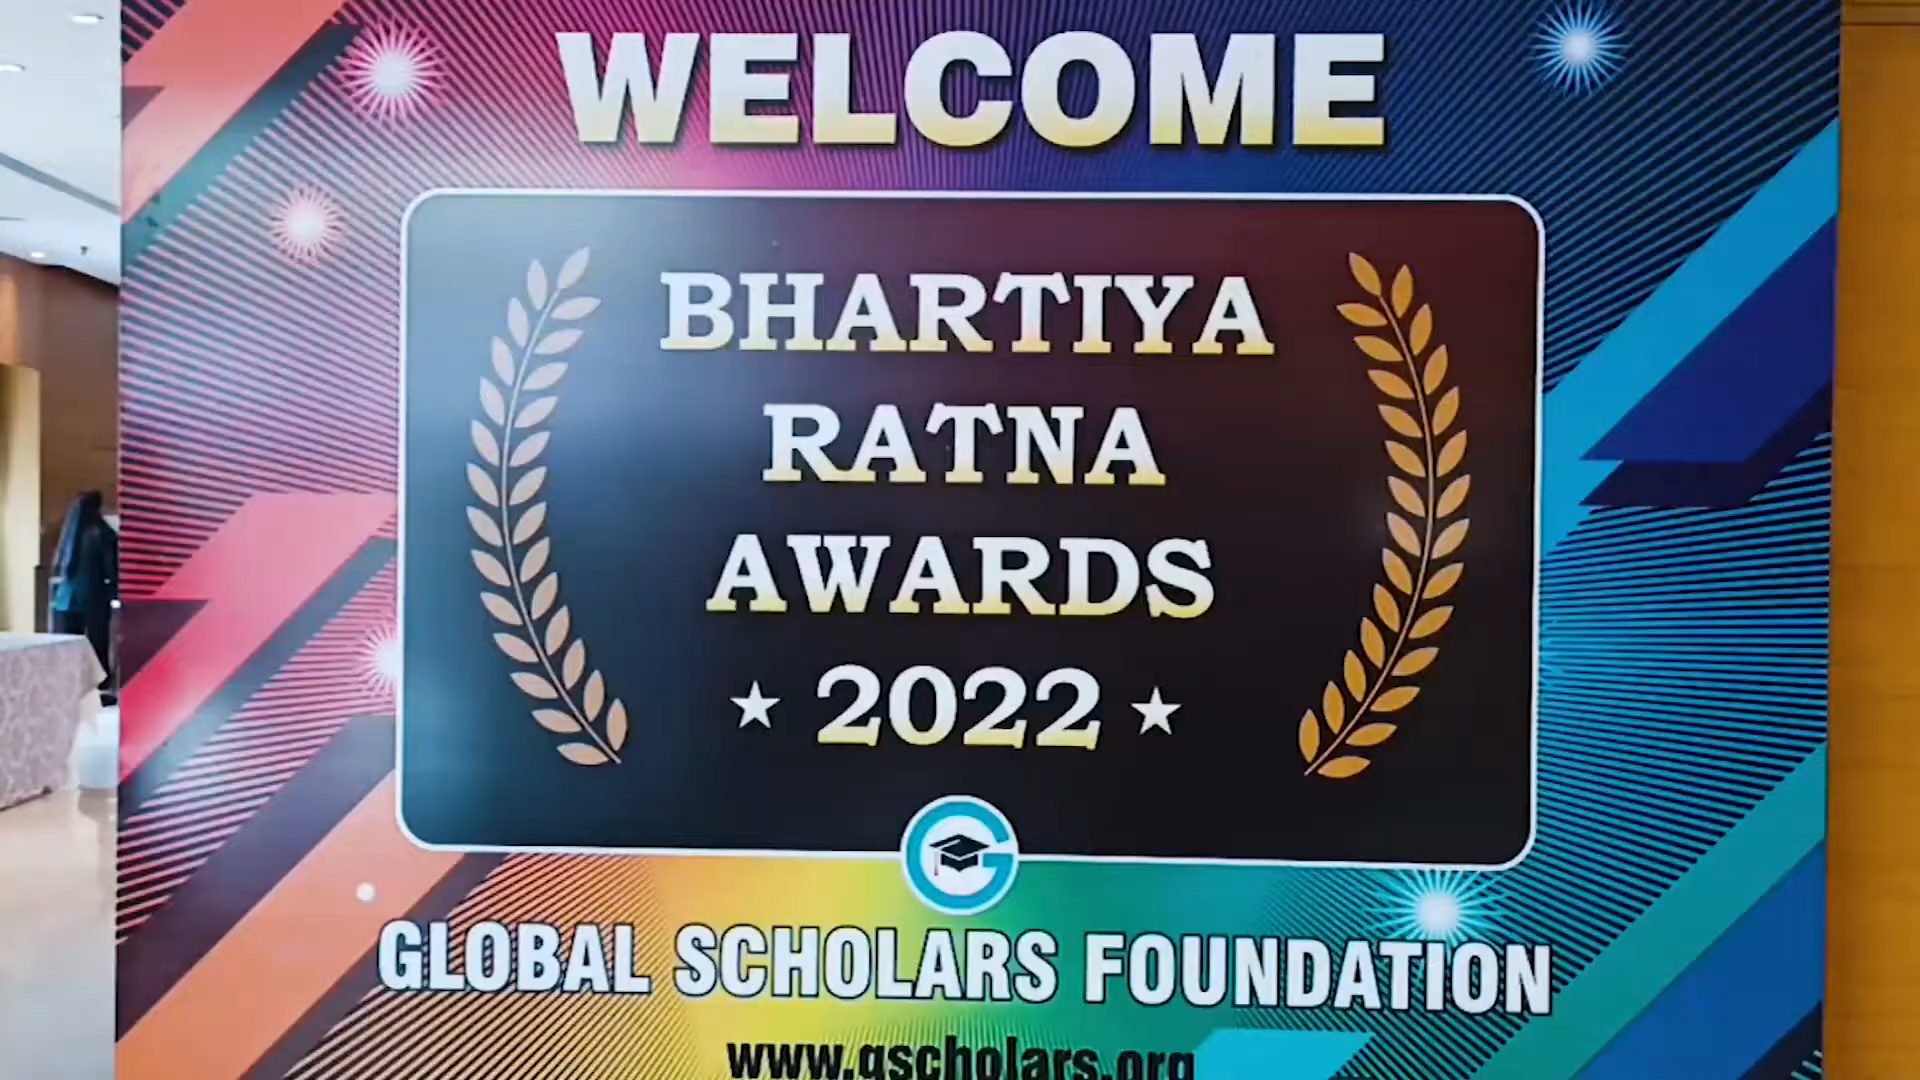 WELCOME
BHARTIYA
RATNA
AWARDS
★ 2022 ★
GLOBAL SCHOLARS FOUNDATION
www.gscholars.org